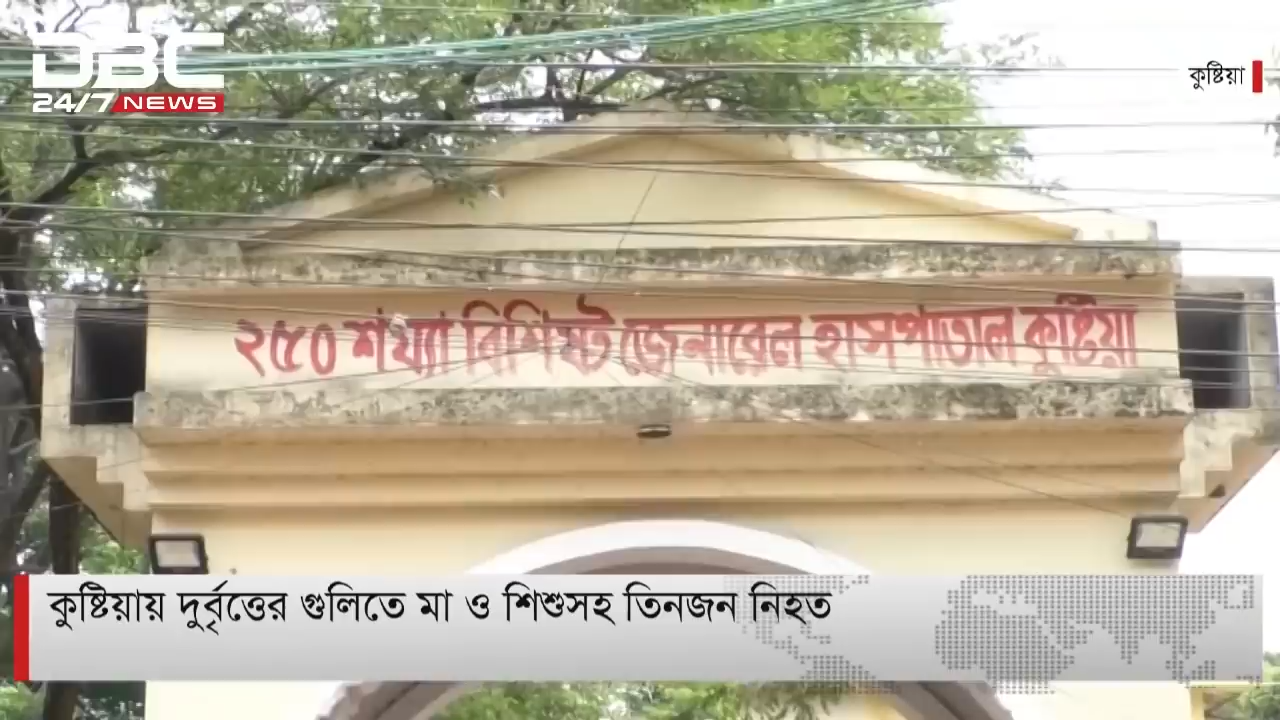 DBC
24/7 NEWS
কুষ্টিয়া
২৫০ শয্যা বিশিষ্ট জেনারেল হাসপাতাল কুষ্টিয়া
কুষ্টিয়ায় দুর্বৃত্তের গুলিতে মা ও শিশুসহ তিনজন নিহত